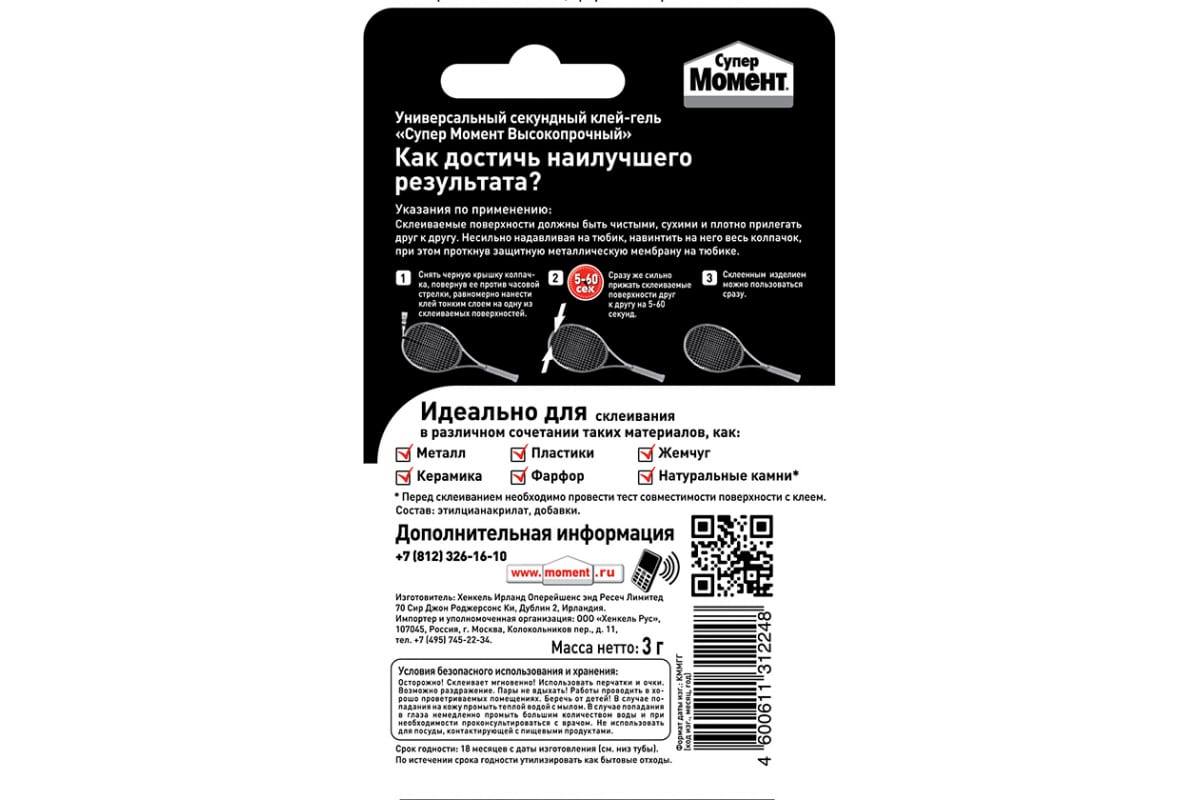 Супер
Момент
Универсальный секундный клей-гель
«Супер Момент Высокопрочный»
Как достичь наилучшего
результата?
Указания по применению:
Склеиваемые поверхности должны быть чистыми, сухими и плотно прилегать
друг к другу. Несильно надавливая на тюбик, навинтить на него весь колпачок,
при этом проткнув защитную металлическую мембрану на тюбике.
1
Снять черную крышку колпач-
ка, повернув ее против часовой
стрелки, равномерно нанести
клей тонким слоем на одну из
склеиваемых поверхностей.
2
5-60
сек
Сразу же сильно
прижать склеиваемые
поверхности друг
к другу на 5-60
секунд.
3
Склеенным изделием
можно пользоваться
сразу.
Идеально для склеивания
в различном сочетании таких материалов, как:
Металл
Пластики
Жемчуг
Керамика
Фарфор
Натуральные камни*
* Перед склеиванием необходимо провести тест совместимости поверхности с клеем.
Состав: этилцианакрилат, добавки.
Дополнительная информация
+7 (812) 326-16-10
www.moment.ru
Изготовитель: Хенкель Ирланд Оперейшенс энд Ресеч Лимитед
70 Сир Джон Роджерсонс Ки, Дублин 2, Ирландия.
Импортер и уполномоченная организация: ООО «Хенкель Рус»,
107045, Россия, г. Москва, Колокольников пер., д. 11,
тел. +7 (495) 745-22-34.
Масса нетто: 3 г
Условия безопасного использования и хранения:
Осторожно! Склеивает мгновенно! Использовать перчатки и очки.
Возможно раздражение. Пары не вдыхать! Работы проводить в хо-
рошо проветриваемых помещениях. Беречь от детей! В случае по-
падания на кожу промыть теплой водой с мылом. В случае попадания
в глаза немедленно промыть большим количеством воды и при
необходимости проконсультироваться с врачом. Не использовать
для посуды, контактирующей с пищевыми продуктами.
Срок годности: 18 месяцев с даты изготовления (см. низ тубы).
По истечении срока годности утилизировать как бытовые отходы.
Формат даты изг.: КММГГ
(код изг., месяц, год)
4 600611 312248